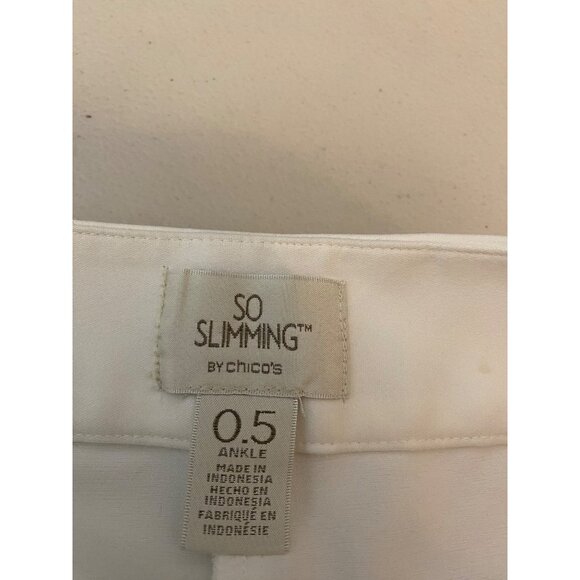 SO
SLIMMING™
BY chico's
0.5
ANKLE
MADE IN
INDONESIA
HECHO EN
INDONESIA
FABRIQUÉ EN
INDONÉSIE